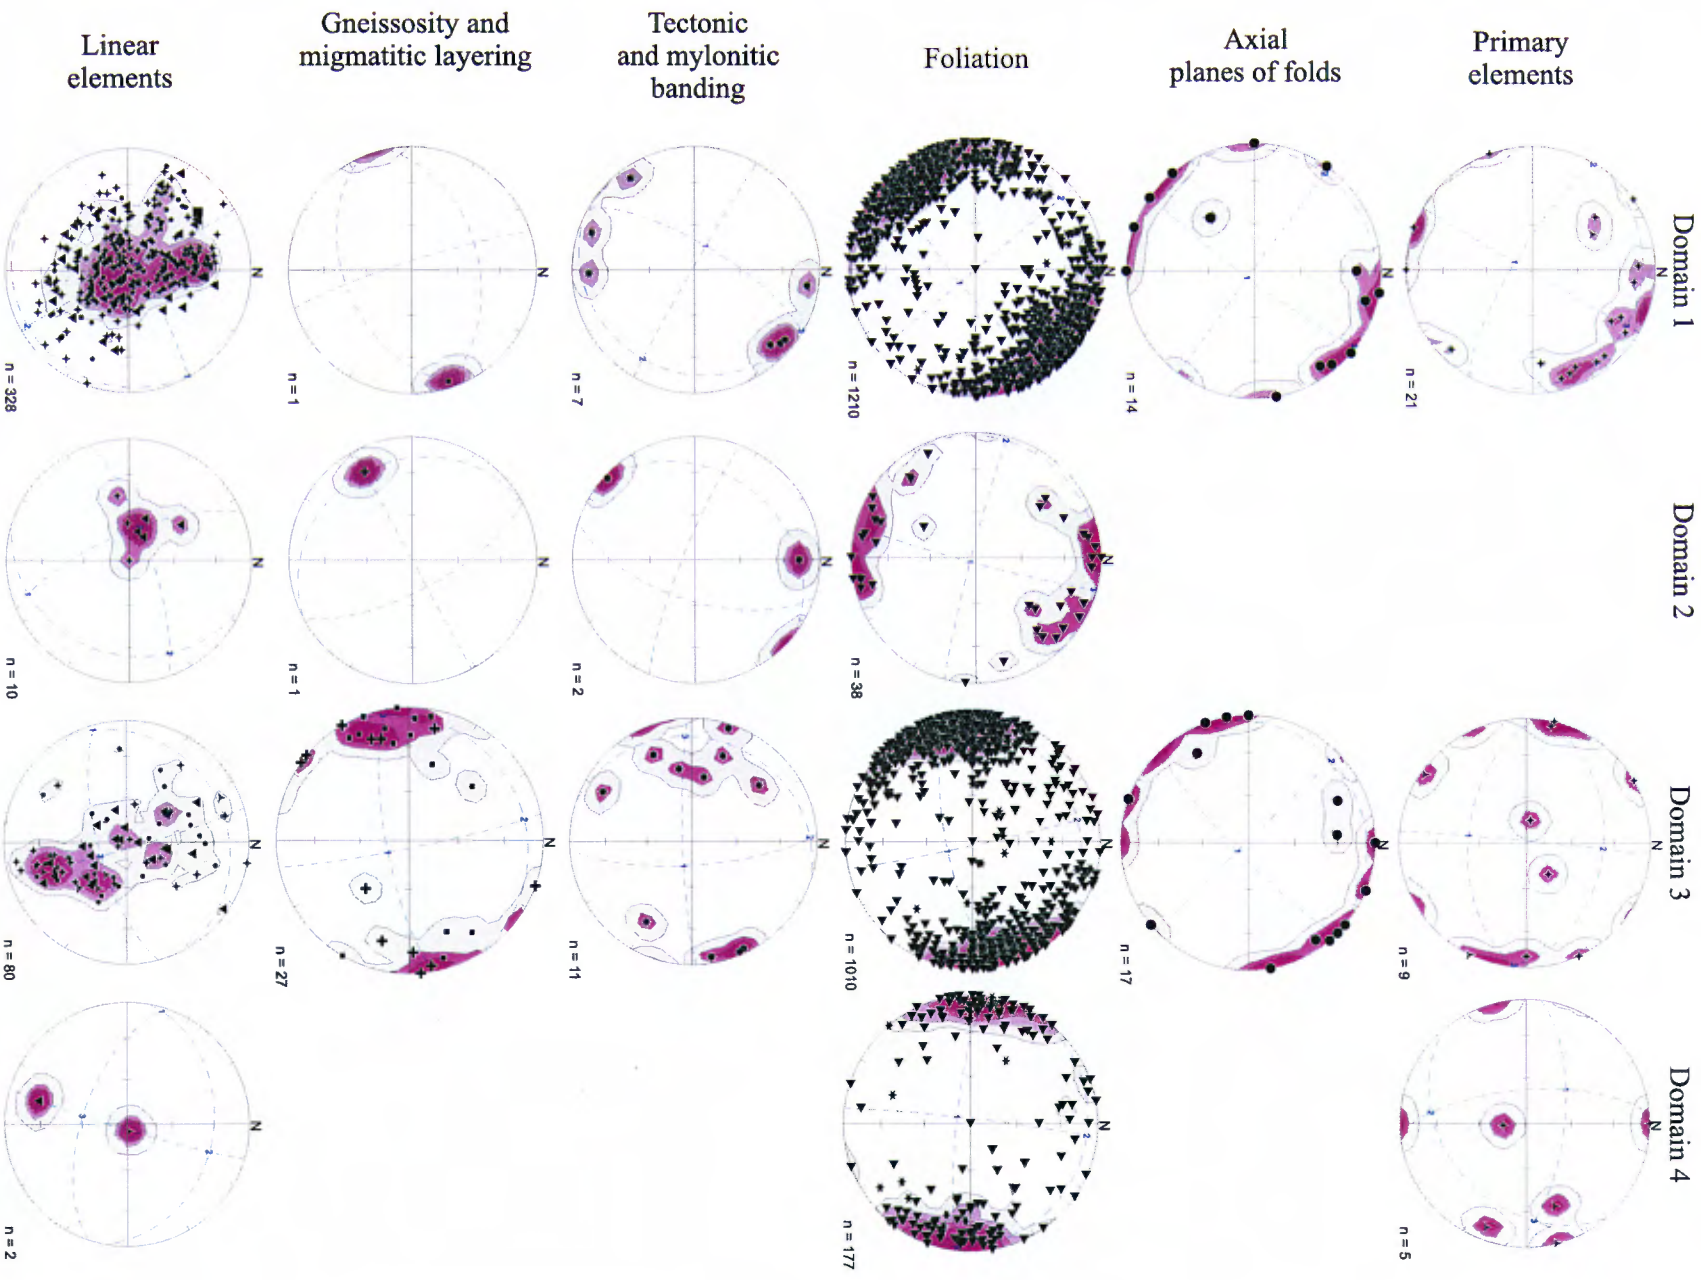 Linear
elements
Gneissosity and
migmatitic layering
Tectonic
and mylonitic
banding
Foliation
Axial
planes of folds
Primary
elements
Domain 1
N
n = 328
N
n = 1
N
n = 7
N
n = 1210
N
n = 14
N
n = 21
Domain 2
N
n = 10
N
n = 1
N
n = 2
N
n = 38
Domain 3
N
n = 80
N
n = 27
N
n = 11
N
n = 1010
N
n = 17
N
n = 9
Domain 4
N
n = 2
N
n = 177
N
n = 5